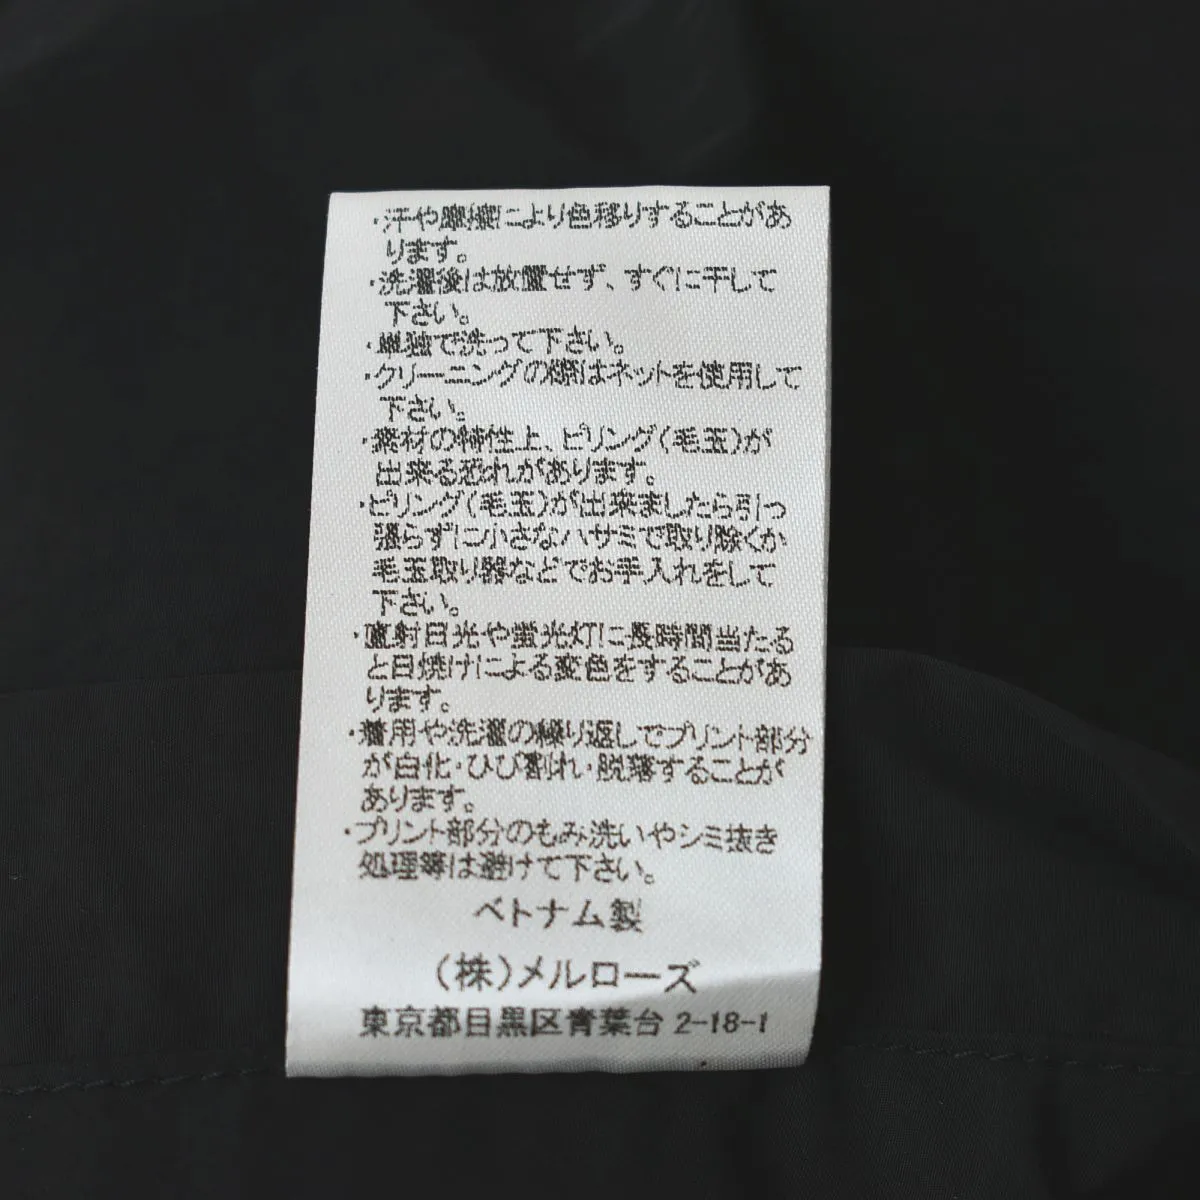 ・汗や摩擦により色移りすることがあ
ります。
・洗濯後は放置せず、すぐに干して
下さい。
・単独で洗って下さい。
・クリーニングの際はネットを使用して
下さい。
・素材の特性上、ピリング(毛玉)が
出来る恐れがあります。
・ピリング(毛玉)が出来ましたら引っ
張らずに小さなハサミで取り除くか
毛玉取り器などでお手入れをして
下さい。
・直射日光や蛍光灯に長時間当たる
と日焼けによる変色をすることがあ
ります。
・着用や洗濯の繰り返しでプリント部分
が白化・ひび割れ・脱落することが
あります。
・プリント部分のもみ洗いやシミ抜き
処理等は避けて下さい。
ベトナム製
(株)メルローズ
東京都目黒区青葉台 2-18-1